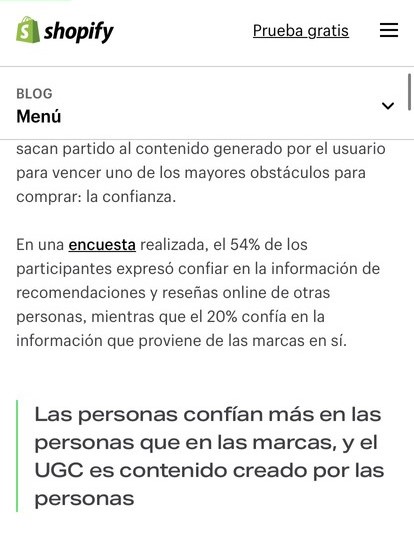 shopify
Prueba gratis
BLOG
Menú
sacan partido al contenido generado por el usuario
para vencer uno de los mayores obstáculos para
comprar: la confianza.
En una encuesta realizada, el 54% de los
participantes expresó confiar en la información de
recomendaciones y reseñas online de otras
personas, mientras que el 20% confía en la
información que proviene de las marcas en sí.
Las personas confían más en las
personas que en las marcas, y el
UGC es contenido creado por las
personas